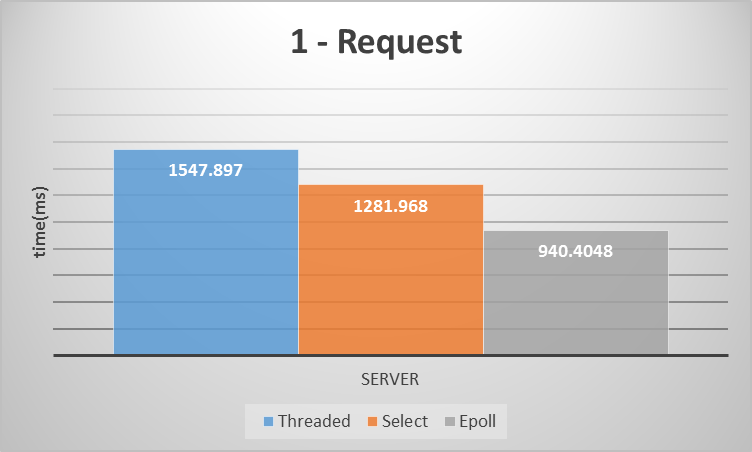 1 - Request
time(ms)
1547.897
1281.968
940.4048
SERVER
Threaded Select Epoll